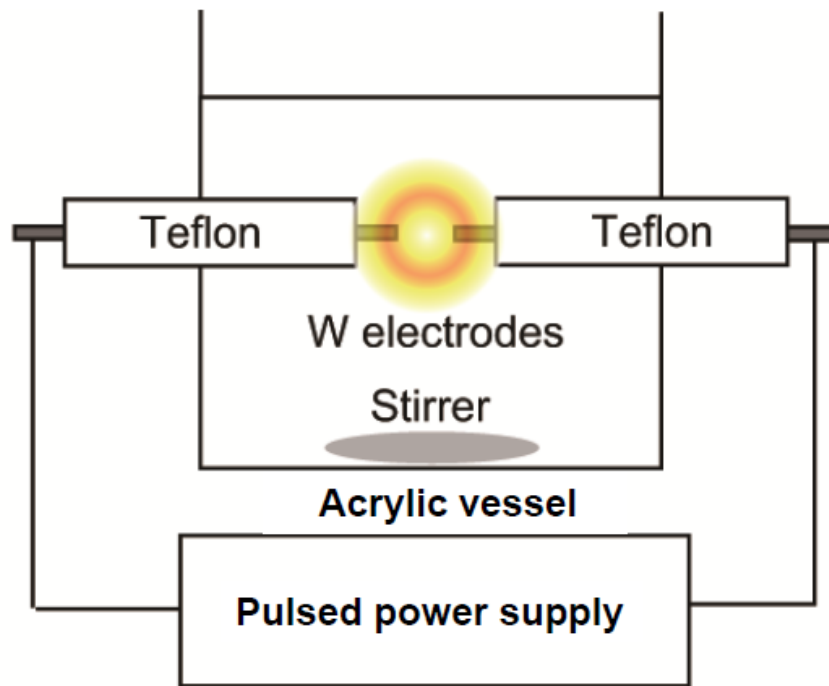 Teflon
Teflon
W electrodes
Stirrer
Acrylic vessel
Pulsed power supply